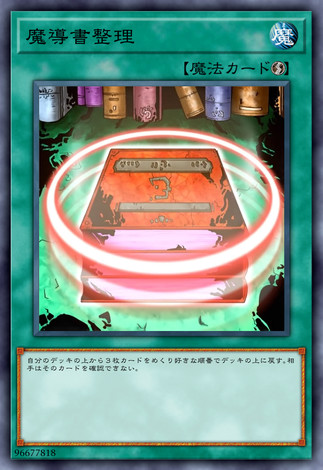 魔導書整理
魔
【魔法カード】
自分のデッキの上から３枚カードをめくり好きな順番でデッキの上に戻す。相
手はそのカードを確認できない。
96677818